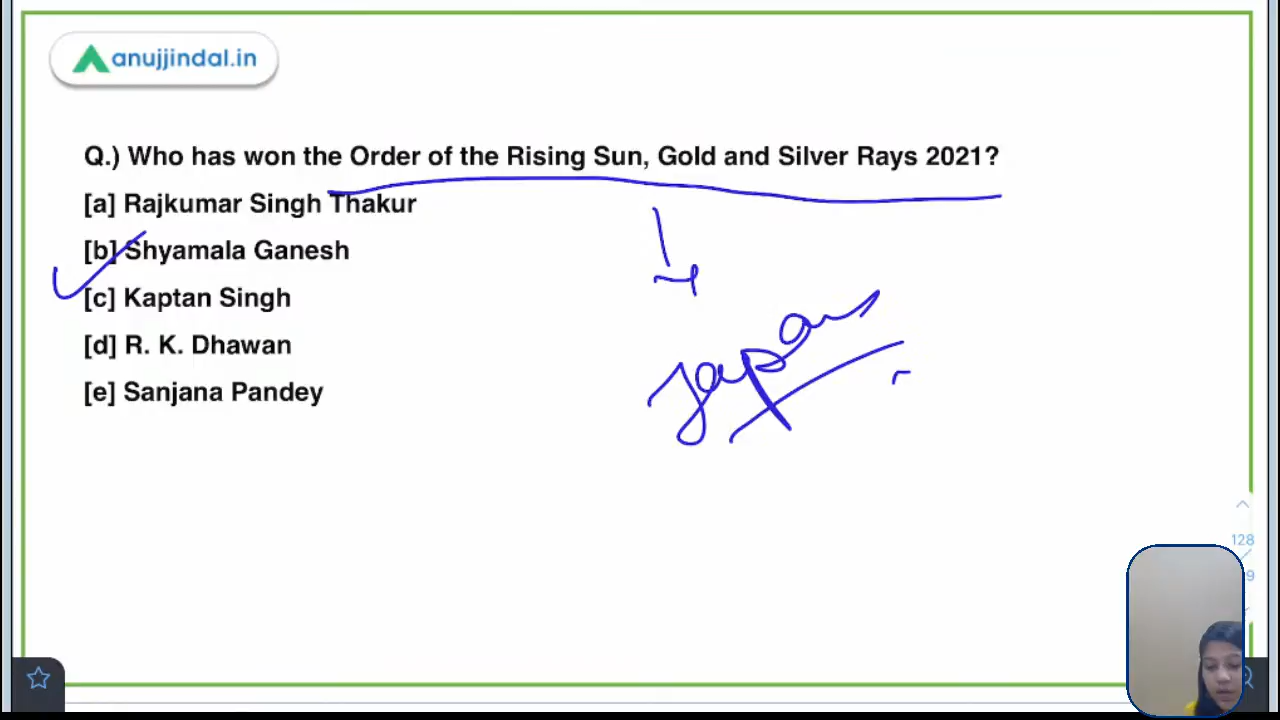 anujjindal.in
Q.) Who has won the Order of the Rising Sun, Gold and Silver Rays 2021?
[a] Rajkumar Singh Thakur
[b] Shyamala Ganesh
[c] Kaptan Singh
[d] R. K. Dhawan
[e] Sanjana Pandey
Japan
128